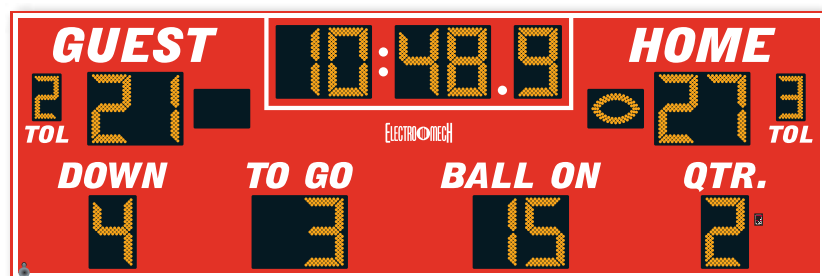 GUEST 10:48.9 HOME
2 21 27 3
TOL TOL
ELECTRO-MECH
DOWN TO GO BALL ON QTR.
4 3 15 2